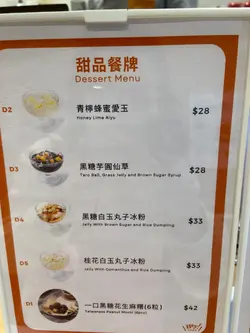 甜品餐牌
Dessert Menu
D2
青檸蜂蜜愛玉
Honey Lime Aiyu
$28
D3
黑糖芋圓仙草
Taro Ball, Grass Jelly and Brown Sugar Syrup
$28
D4
黑糖白玉丸子冰粉
Jelly With Brown Sugar and Rice Dumpling
$33
D5
桂花白玉丸子冰粉
Jelly With Osmanthus and Rice Dumpling
$33
D1
一口黑糖花生麻糬(6粒)
Taiwanese Peanut Mochi (6pcs)
$42